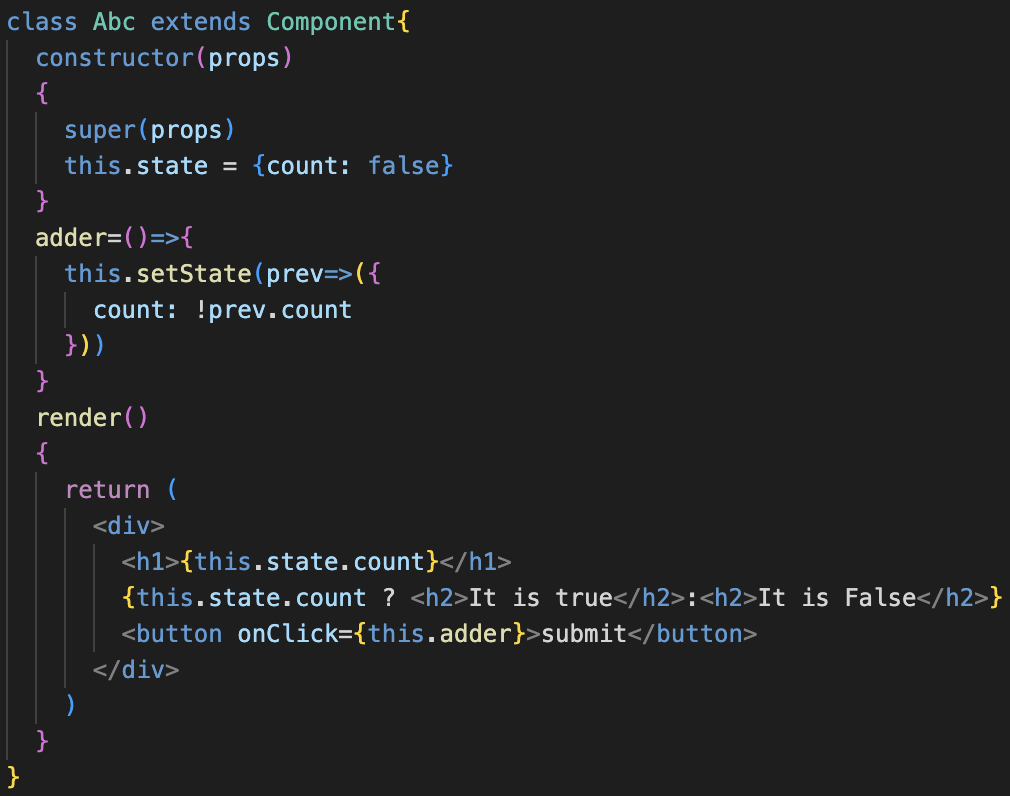 class Abc extends Component{
constructor(props)
{
super(props)
this.state = {count: false}
}
adder=()=>{
this.setState(prev=>({
count: !prev.count
}))
}
render()
{
return (
<div>
<h1>{this.state.count}</h1>
{this.state.count ? <h2>It is true</h2>:<h2>It is False</h2>}
<button onClick={this.adder}>submit</button>
</div>
)
}
}